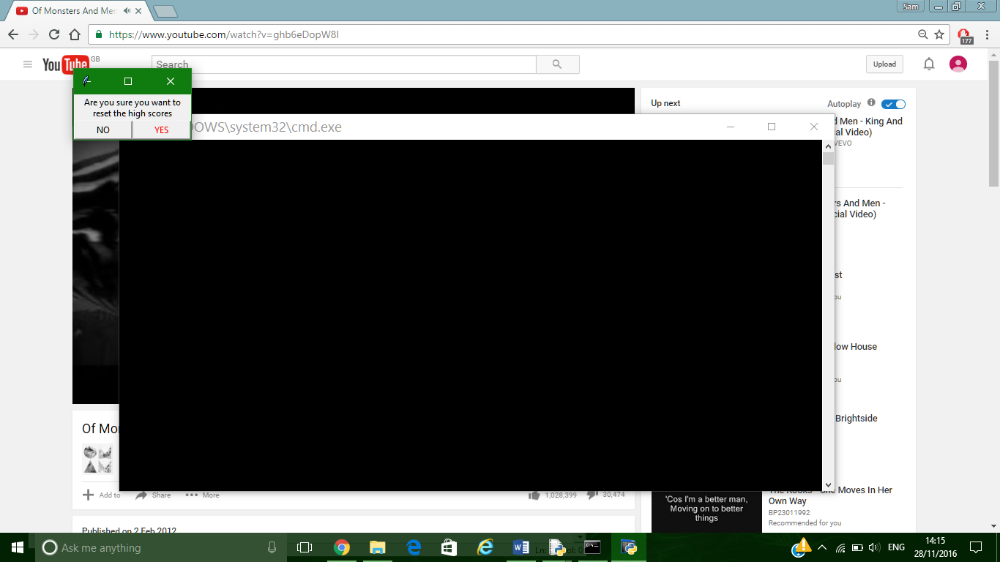 Of Monsters And Men
Sam
https://www.youtube.com/watch?v=ghb6eDopW8I
177
YouTube GB
Search
Upload
Are you sure you want to
reset the high scores
NO
YES
DOWS\system32\cmd.exe
Up next
Autoplay
d Men - King And
al Video)
VEVO
rs And Men -
cial Video)
st
ou
low House
ou
Brightside
'Cos I'm a better man,
Moving on to better
things
The Kooks - She Moves In Her
Own Way
BP23011992
Recommended for you
Of Mo
Add to
Share
More
1,028,399
30,474
Published on 2 Feb 2012
Ask me anything
Ln:
ol: 0
ENG
14:15
28/11/2016